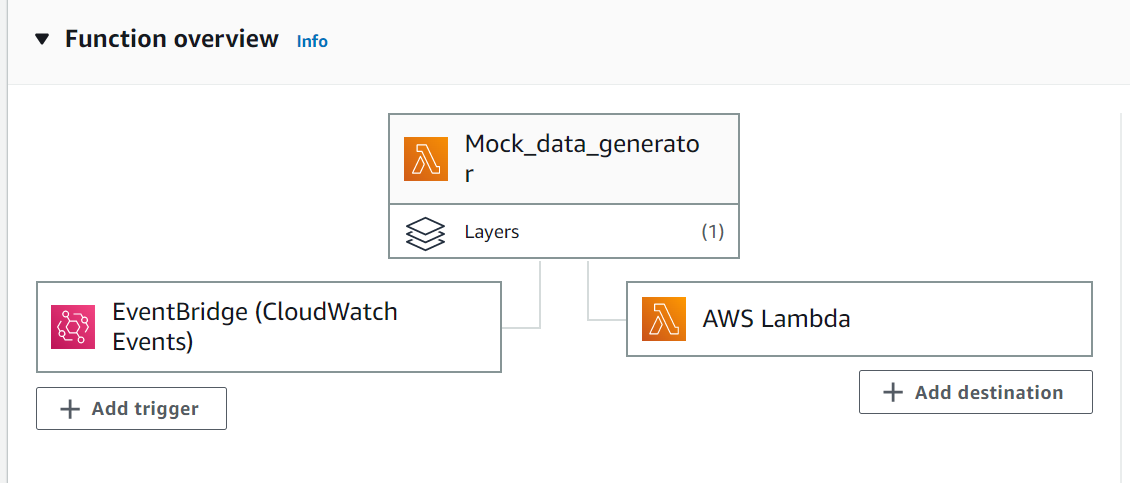 Function overview Info
Mock_data_generato
r
Layers (1)
EventBridge (CloudWatch
Events)
AWS Lambda
Add trigger
Add destination